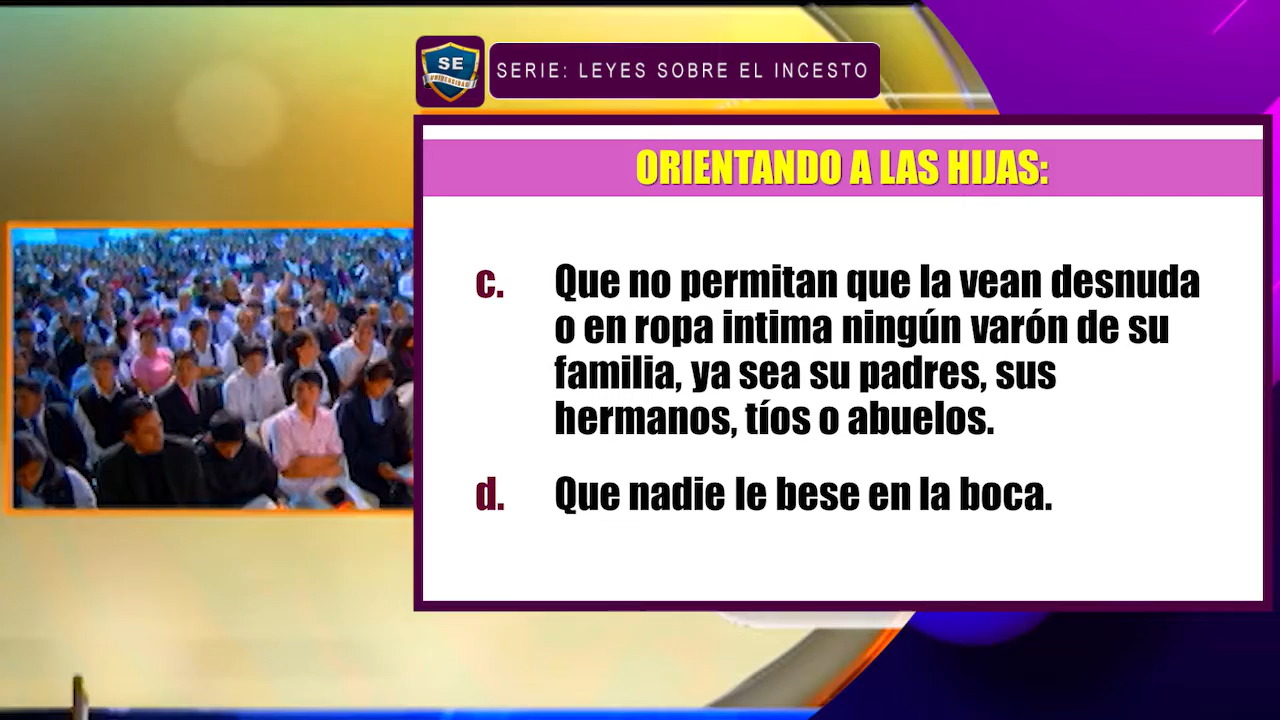 SE
UNIVERSIDAD
SERIE: LEYES SOBRE EL INCESTO
ORIENTANDO A LAS HIJAS:
c. Que no permitan que la vean desnuda
o en ropa intima ningún varón de su
familia, ya sea su padres, sus
hermanos, tíos o abuelos.
d. Que nadie le bese en la boca.